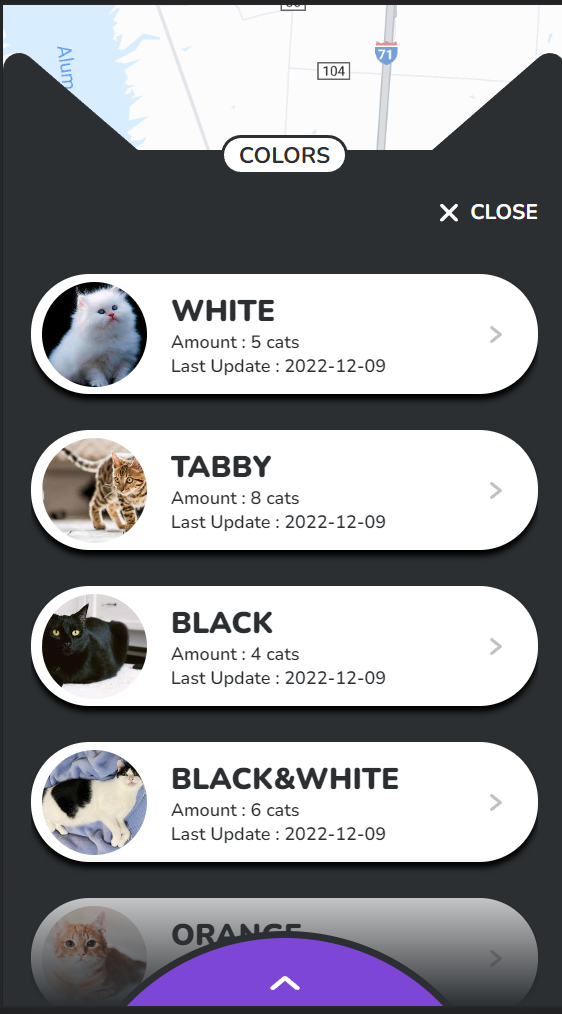 Alum
104
71
COLORS
CLOSE
WHITE
Amount : 5 cats
Last Update : 2022-12-09
TABBY
Amount : 8 cats
Last Update : 2022-12-09
BLACK
Amount : 4 cats
Last Update : 2022-12-09
BLACK&WHITE
Amount : 6 cats
Last Update : 2022-12-09
ORANGE